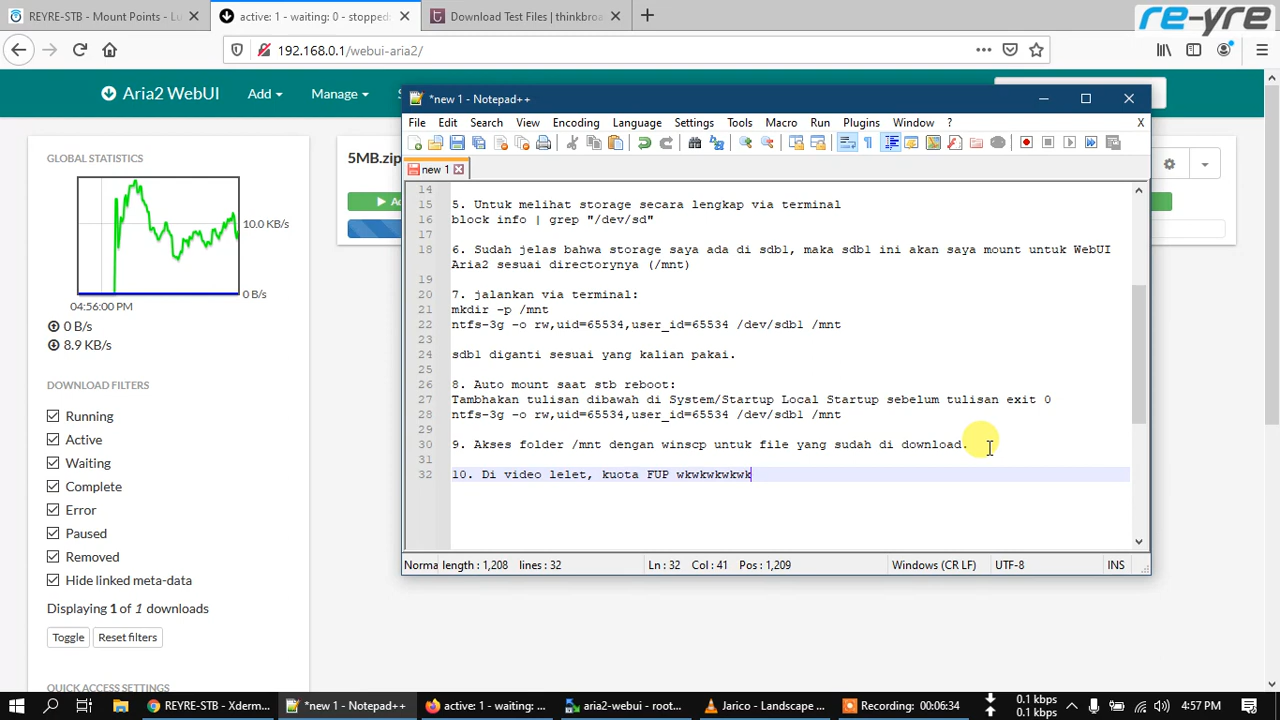 REYRE-STB - Mount Points - Lu
active: 1 - waiting: 0 - stopped:
Download Test Files | thinkbroa
re-yre
192.168.0.1/webui-aria2/
Aria2 WebUI
Add
Manage
S
GLOBAL STATISTICS
10.0 KB/s
0 B/s
04:56:00 PM
0 B/s
8.9 KB/s
DOWNLOAD FILTERS
Running
Active
Waiting
Complete
Error
Paused
Removed
Hide linked meta-data
Displaying 1 of 1 downloads
Toggle
Reset filters
QUICK ACCESS SETTINGS
5MB.zip
*new 1 - Notepad++
File Edit Search View Encoding Language Settings Tools Macro Run Plugins Window ? X
new 1
14
15 5. Untuk melihat storage secara lengkap via terminal
16 block info | grep "/dev/sd"
17
18 6. Sudah jelas bahwa storage saya ada di sdb1, maka sdb1 ini akan saya mount untuk WebUI
Aria2 sesuai directorynya (/mnt)
19
20 7. jalankan via terminal:
21 mkdir -p /mnt
22 ntfs-3g -o rw,uid=65534,user_id=65534 /dev/sdb1 /mnt
23
24 sdb1 diganti sesuai yang kalian pakai.
25
26 8. Auto mount saat stb reboot:
27 Tambhakan tulisan dibawah di System/Startup Local Startup sebelum tulisan exit 0
28 ntfs-3g -o rw,uid=65534,user_id=65534 /dev/sdb1 /mnt
29
30 9. Akses folder /mnt dengan winscp untuk file yang sudah di download.
31
32 10. Di video lelet, kuota FUP wkwkwkwkwk
Norma length : 1,208 lines : 32
Ln : 32 Col : 41 Pos : 1,209
Windows (CR LF)
UTF-8
INS
REYRE-STB - Xderm...
*new 1 - Notepad++
active: 1 - waiting: ...
aria2-webui - root...
Jarico - Landscape ...
Recording... 00:06:34
0.1 kbps
0.1 kbps
4:57 PM